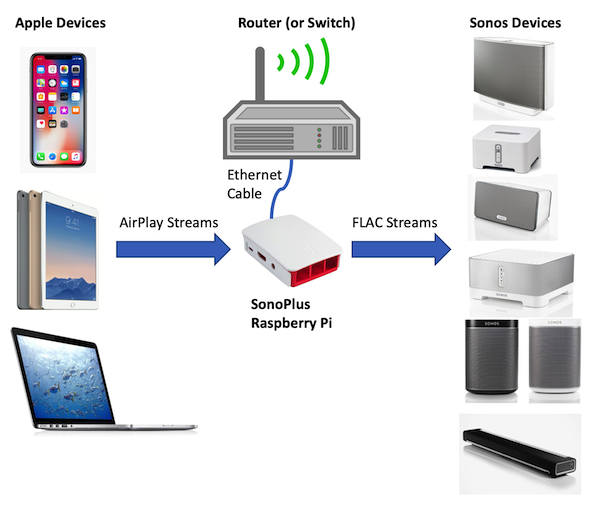 Apple Devices
Router (or Switch)
Sonos Devices
Ethernet
Cable
AirPlay Streams
FLAC Streams
SonoPlus
Raspberry Pi
SONOS
SONOS